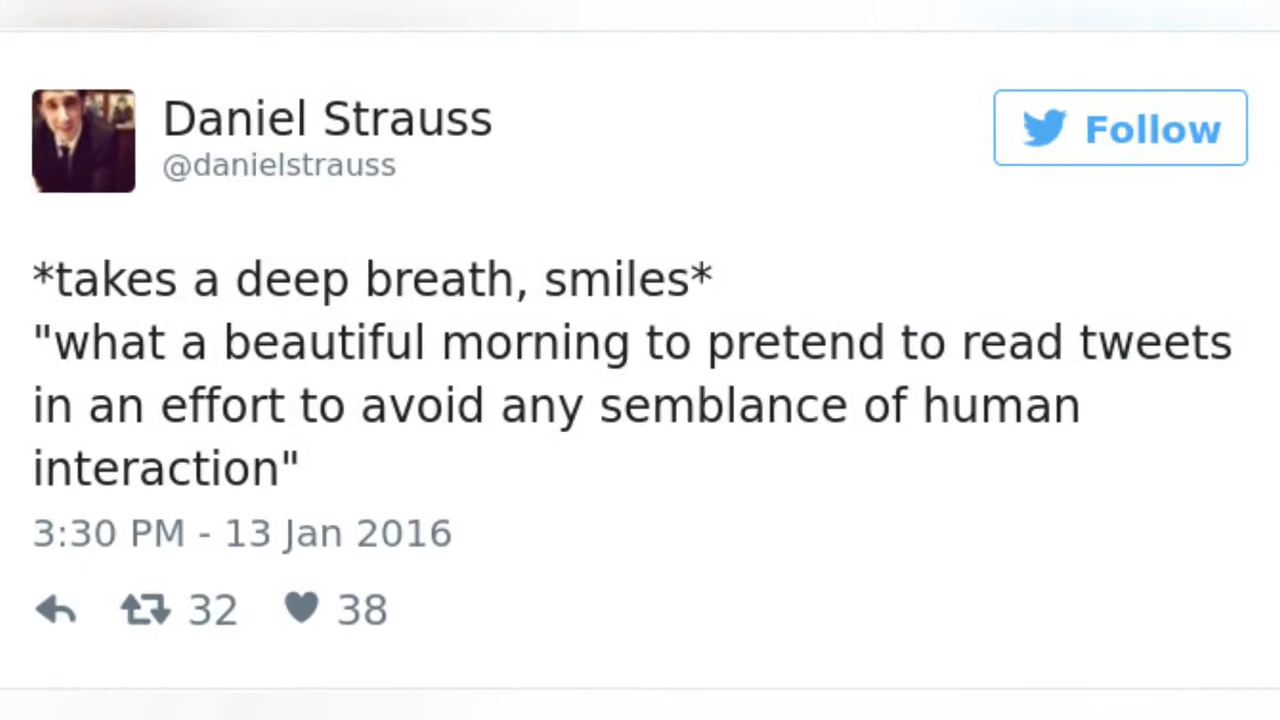 Daniel Strauss
@danielstrauss
Follow
*takes a deep breath, smiles*
"what a beautiful morning to pretend to read tweets
in an effort to avoid any semblance of human
interaction"
3:30 PM - 13 Jan 2016
32 38